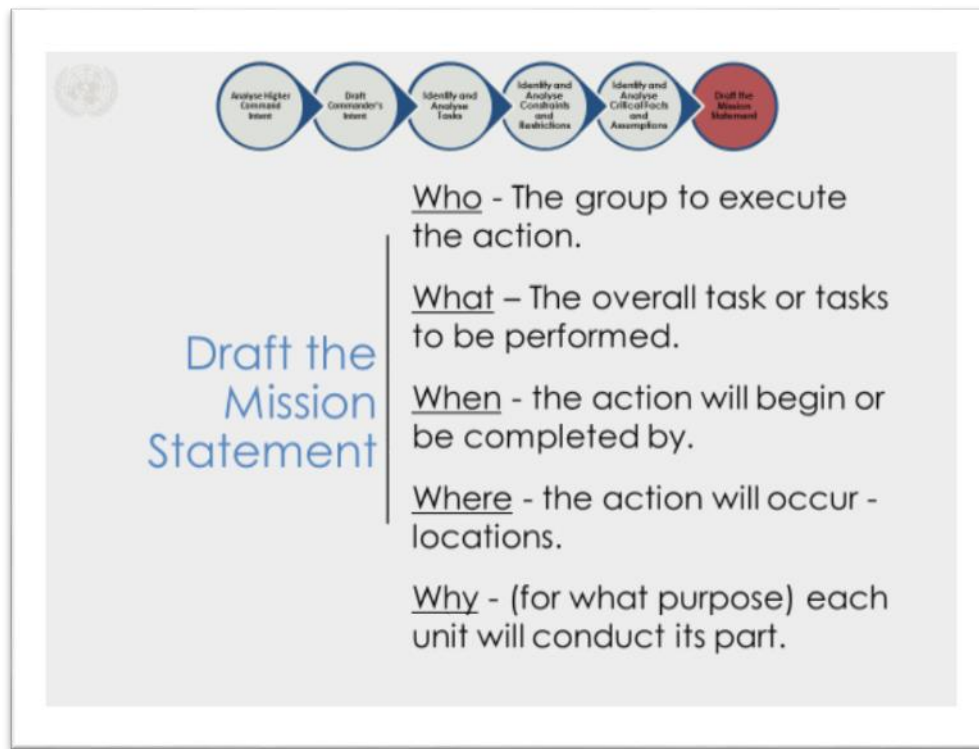 Analyse Higher
Command
Intent
Draft
Commander's
Intent
Identify and
Analyse
Tasks
Identify and
Analyse
Constraints
and
Restrictions
Identify and
Analyse
Critical Facts
and
Assumptions
Draft the
Mission
Statement
Draft the
Mission
Statement
Who - The group to execute
the action.
What – The overall task or tasks
to be performed.
When - the action will begin or
be completed by.
Where - the action will occur -
locations.
Why - (for what purpose) each
unit will conduct its part.